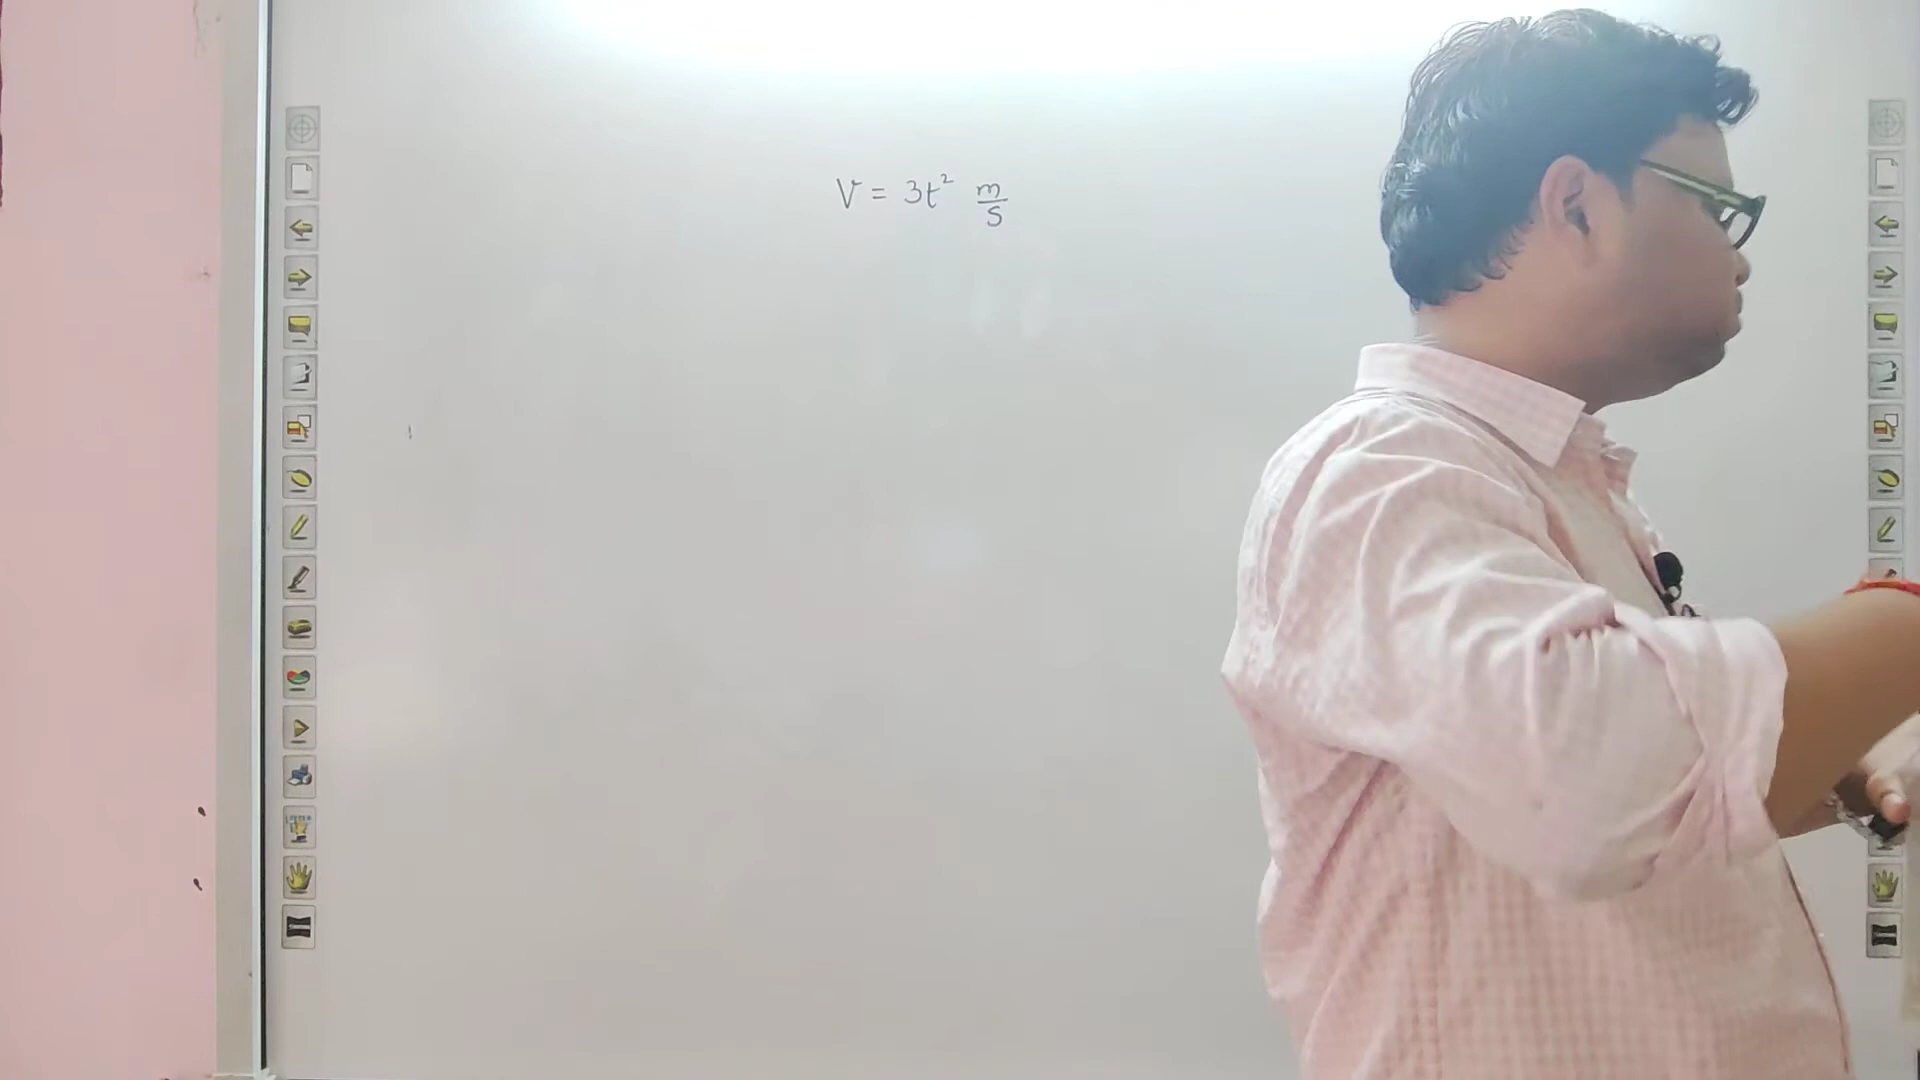 V = 3t² m/s